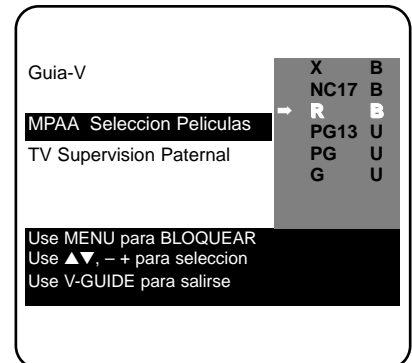 Guia-V
MPAA Seleccion Peliculas
TV Supervision Paternal
X B
NC17 B
➡ R B
PG13 U
PG U
G U
Use MENU para BLOQUEAR
Use ▲▼, – + para seleccion
Use V-GUIDE para salirse